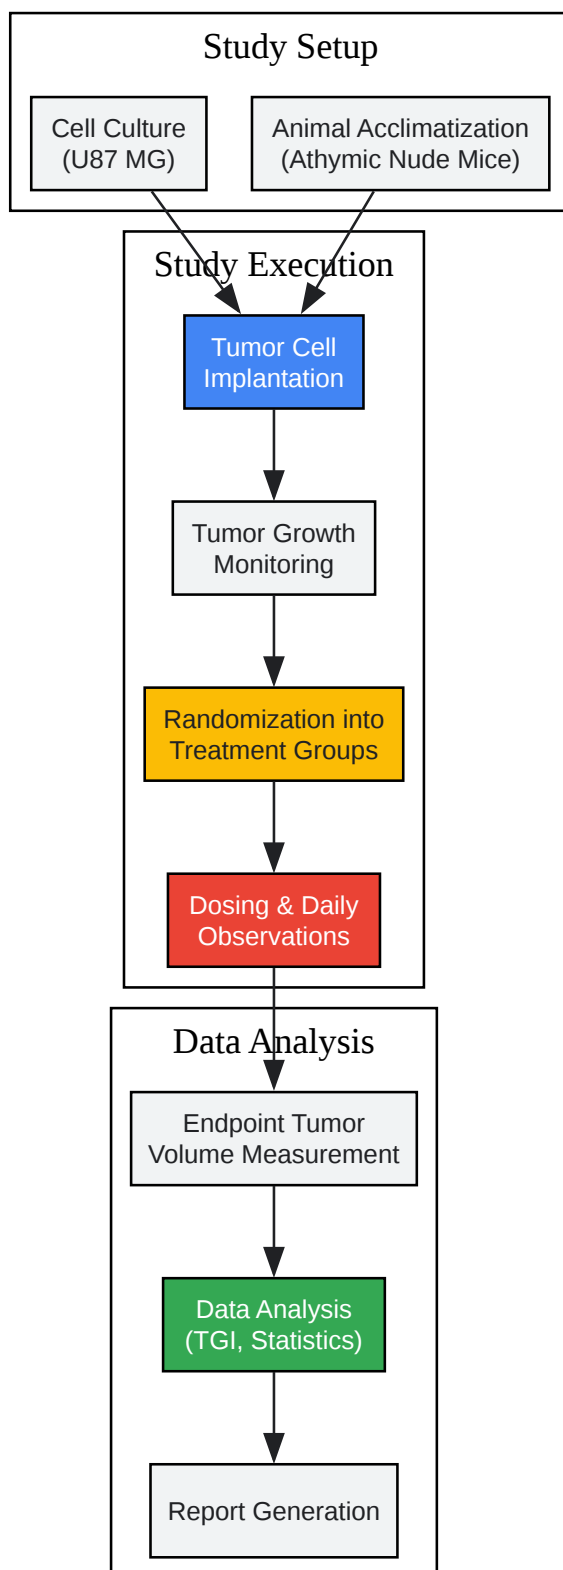 Study Setup
Cell Culture
(U87 MG)
Animal Acclimatization
(Athymic Nude Mice)
Study Execution
Tumor Cell
Implantation
Tumor Growth
Monitoring
Randomization into
Treatment Groups
Dosing & Daily
Observations
Data Analysis
Endpoint Tumor
Volume Measurement
Data Analysis
(TGI, Statistics)
Report Generation